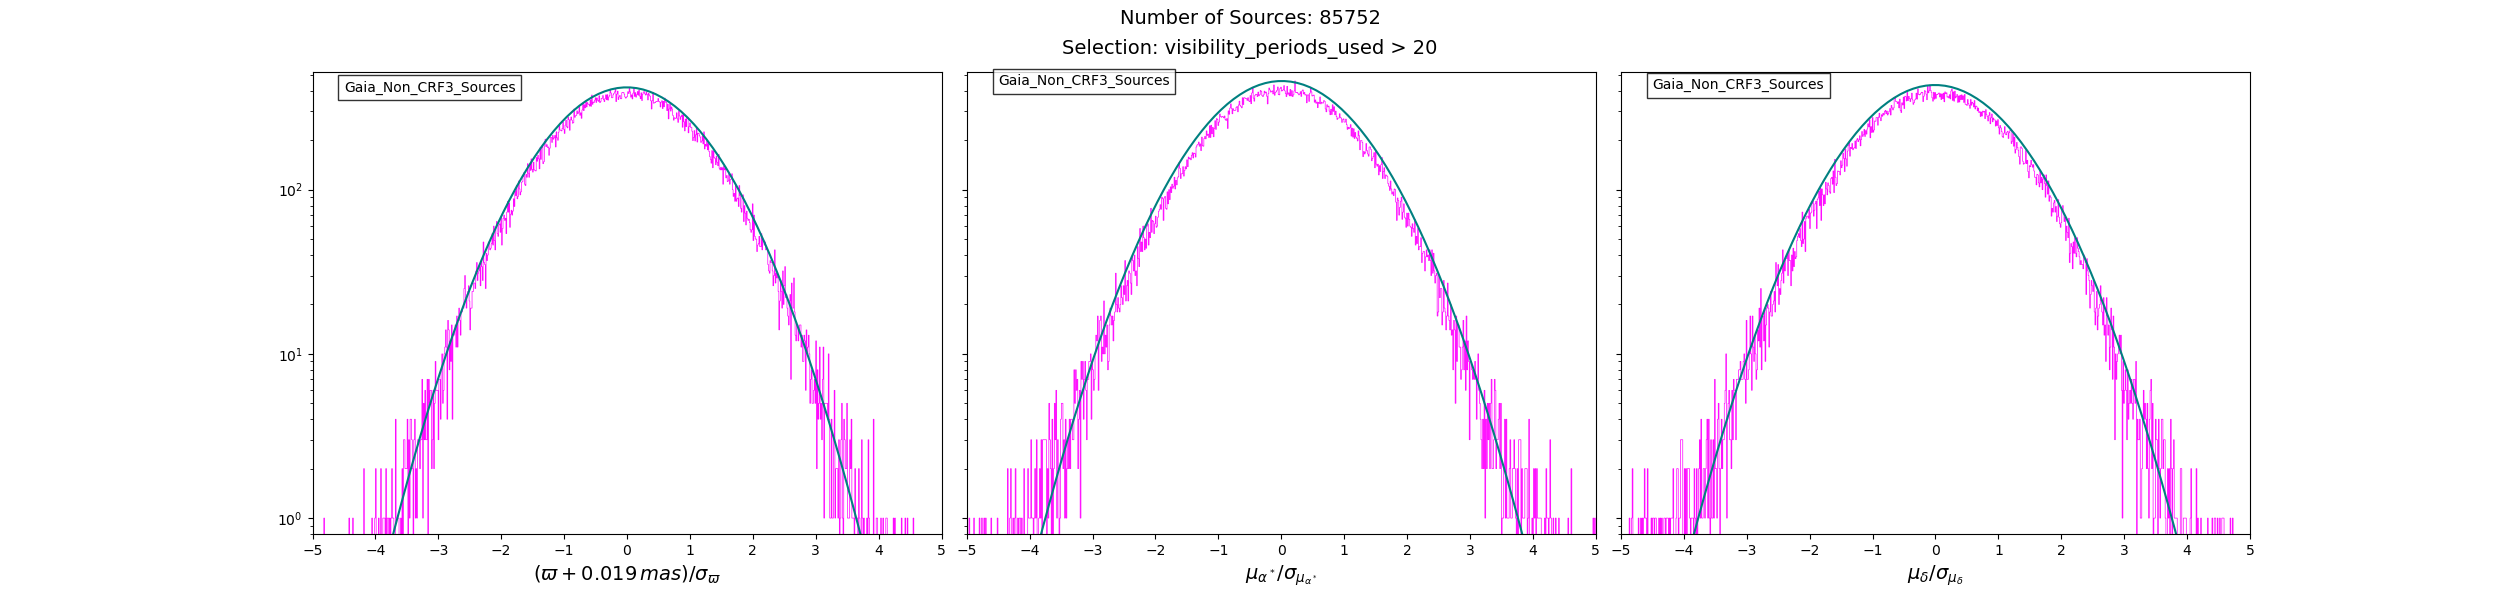 Number of Sources: 85752
Selection: visibility_periods_used > 20
Gaia_Non_CRF3_Sources
Gaia_Non_CRF3_Sources
Gaia_Non_CRF3_Sources
10² 
10¹
10⁰
−5 −4 −3 −2 −1 0 1 2 3 4 5
−5 −4 −3 −2 −1 0 1 2 3 4 5
−5 −4 −3 −2 −1 0 1 2 3 4 5
(ϖ + 0.019 mas)/σ_ϖ
μ_α*/σ_μ_α*
μ_δ/σ_μ_δ